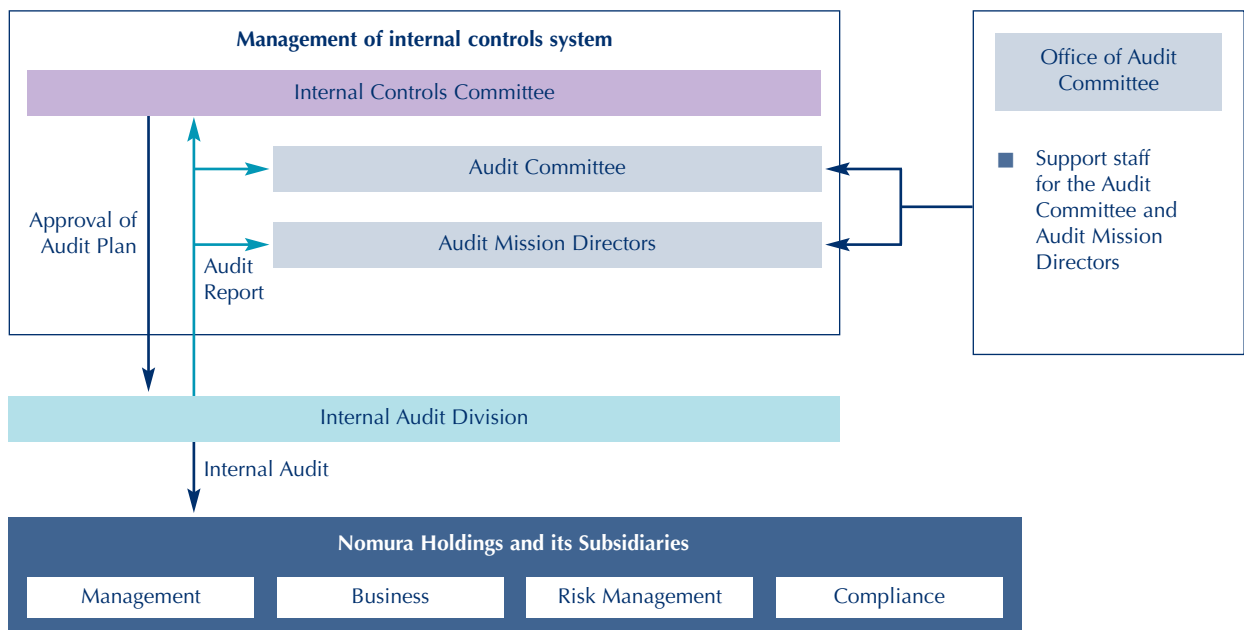 Management of internal controls system
Internal Controls Committee
Audit Committee
Audit Mission Directors
Approval of
Audit Plan
Audit
Report
Office of Audit
Committee
Support staff
for the Audit
Committee and
Audit Mission
Directors
Internal Audit Division
Internal Audit
Nomura Holdings and its Subsidiaries
Management
Business
Risk Management
Compliance